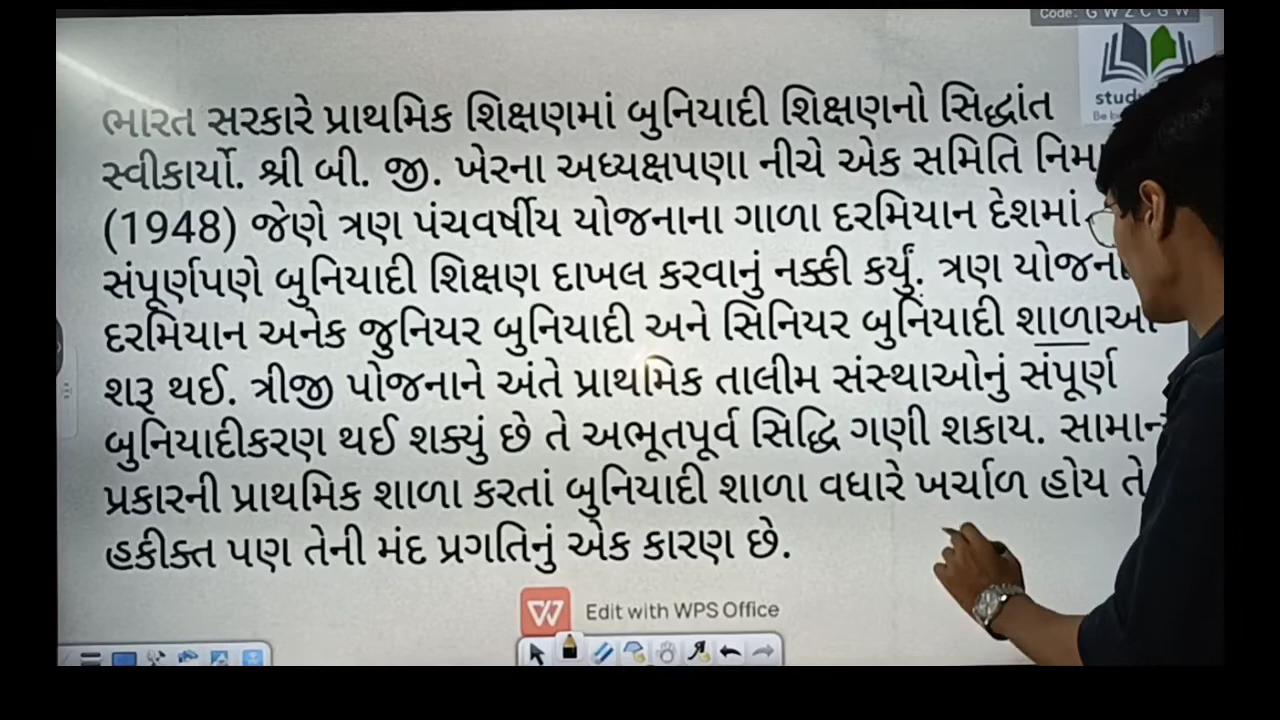 Code: G W Z C G W
ભારત સરકારે પ્રાથમિક શિક્ષણમાં બુનિયાદી શિક્ષણનો સિદ્ધાંત
સ્વીકાર્યો. શ્રી બી. જી. ખેરના અધ્યક્ષપણા નીચે એક સમિતિ
(1948) જેણે ત્રણ પંચવર્ષીય યોજનાના ગાળા દરમિયાન દેશમાં
સંપૂર્ણપણે બુનિયાદી શિક્ષણ દાખલ કરવાનું નક્કી કર્યું. ત્રણ યોજના
દરમિયાન અનેક જુનિયર બુનિયાદી અને સિનિયર બુનિયાદી શાળાઓ
શરૂ થઈ. ત્રીજી પોજનાને અંતે પ્રાથમિક તાલીમ સંસ્થાઓનું સંપૂર્ણ
બુનિયાદીકરણ થઈ શક્યું છે તે અભૂતપૂર્વ સિદ્ધિ ગણી શકાય.
પ્રકારની પ્રાથમિક શાળા કરતાં બુનિયાદી શાળા વધારે ખર્ચાળ હોય તે
હકીક્ત પણ તેની મંદ પ્રગતિનું એક કારણ છે.
Edit with WPS Office